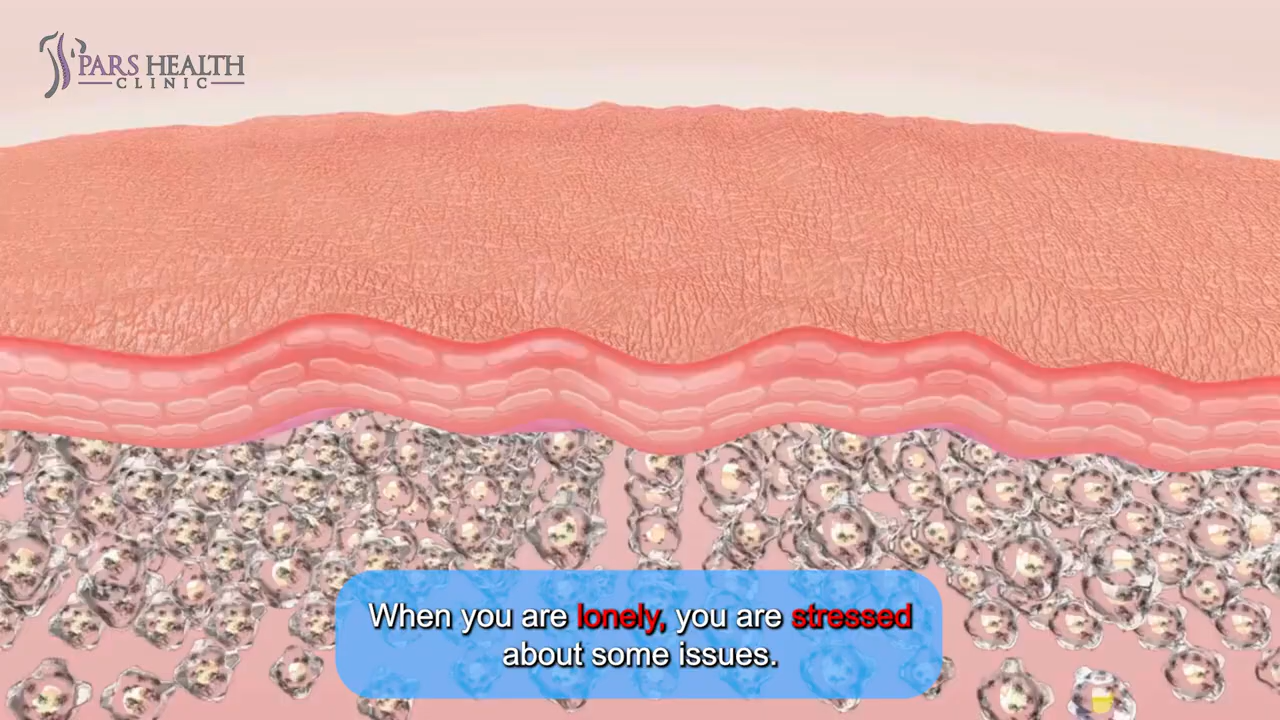 PARS HEALTH
CLINIC
When you are lonely, you are stressed
about some issues.